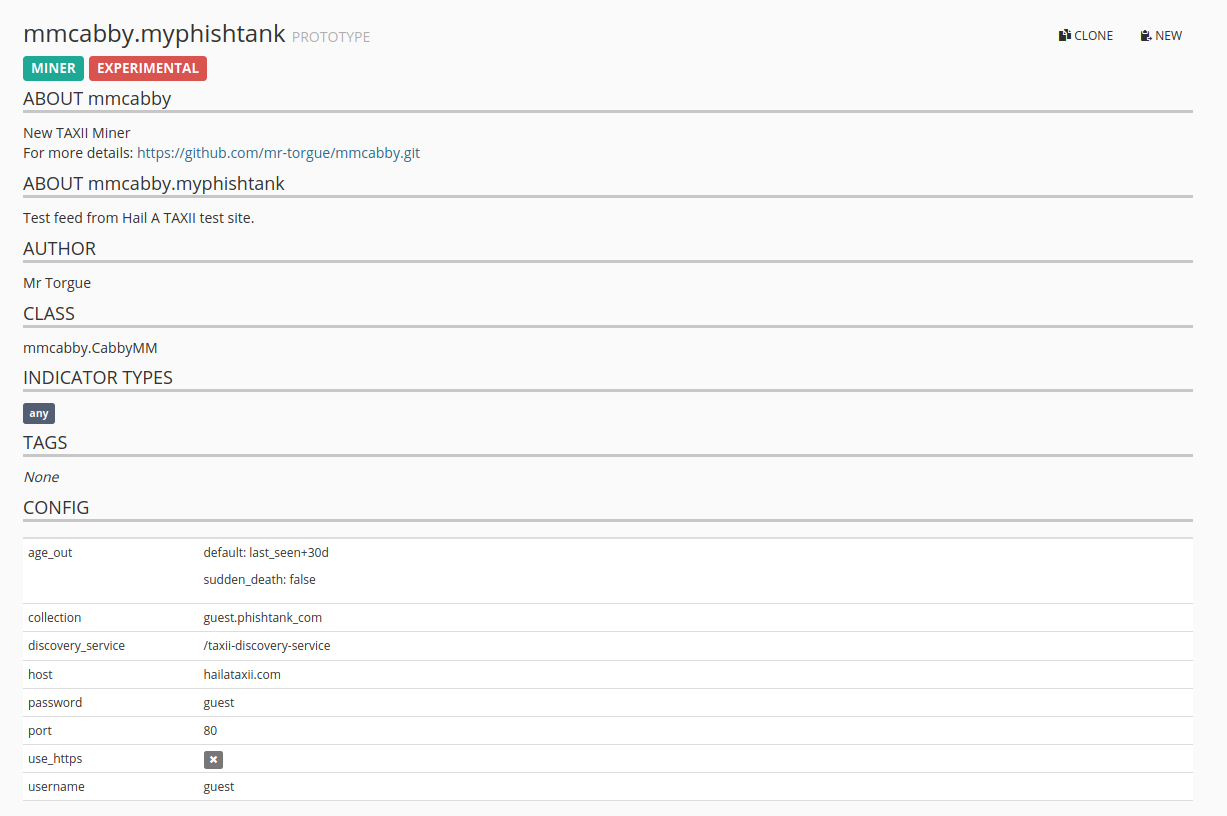 mmcabby.myphishtank PROTOTYPE
CLONE NEW
MINER EXPERIMENTAL
ABOUT mmcabby
New TAXII Miner
For more details: https://github.com/mr-torgue/mmcabby.git
ABOUT mmcabby.myphishtank
Test feed from Hail A TAXII test site.
AUTHOR
Mr Torgue
CLASS
mmcabby.CabbyMM
INDICATOR TYPES
any
TAGS
None
CONFIG
age_out default: last_seen+30d
sudden_death: false
collection guest.phishtank_com
discovery_service /taxii-discovery-service
host hailataxii.com
password guest
port 80
use_https
username guest